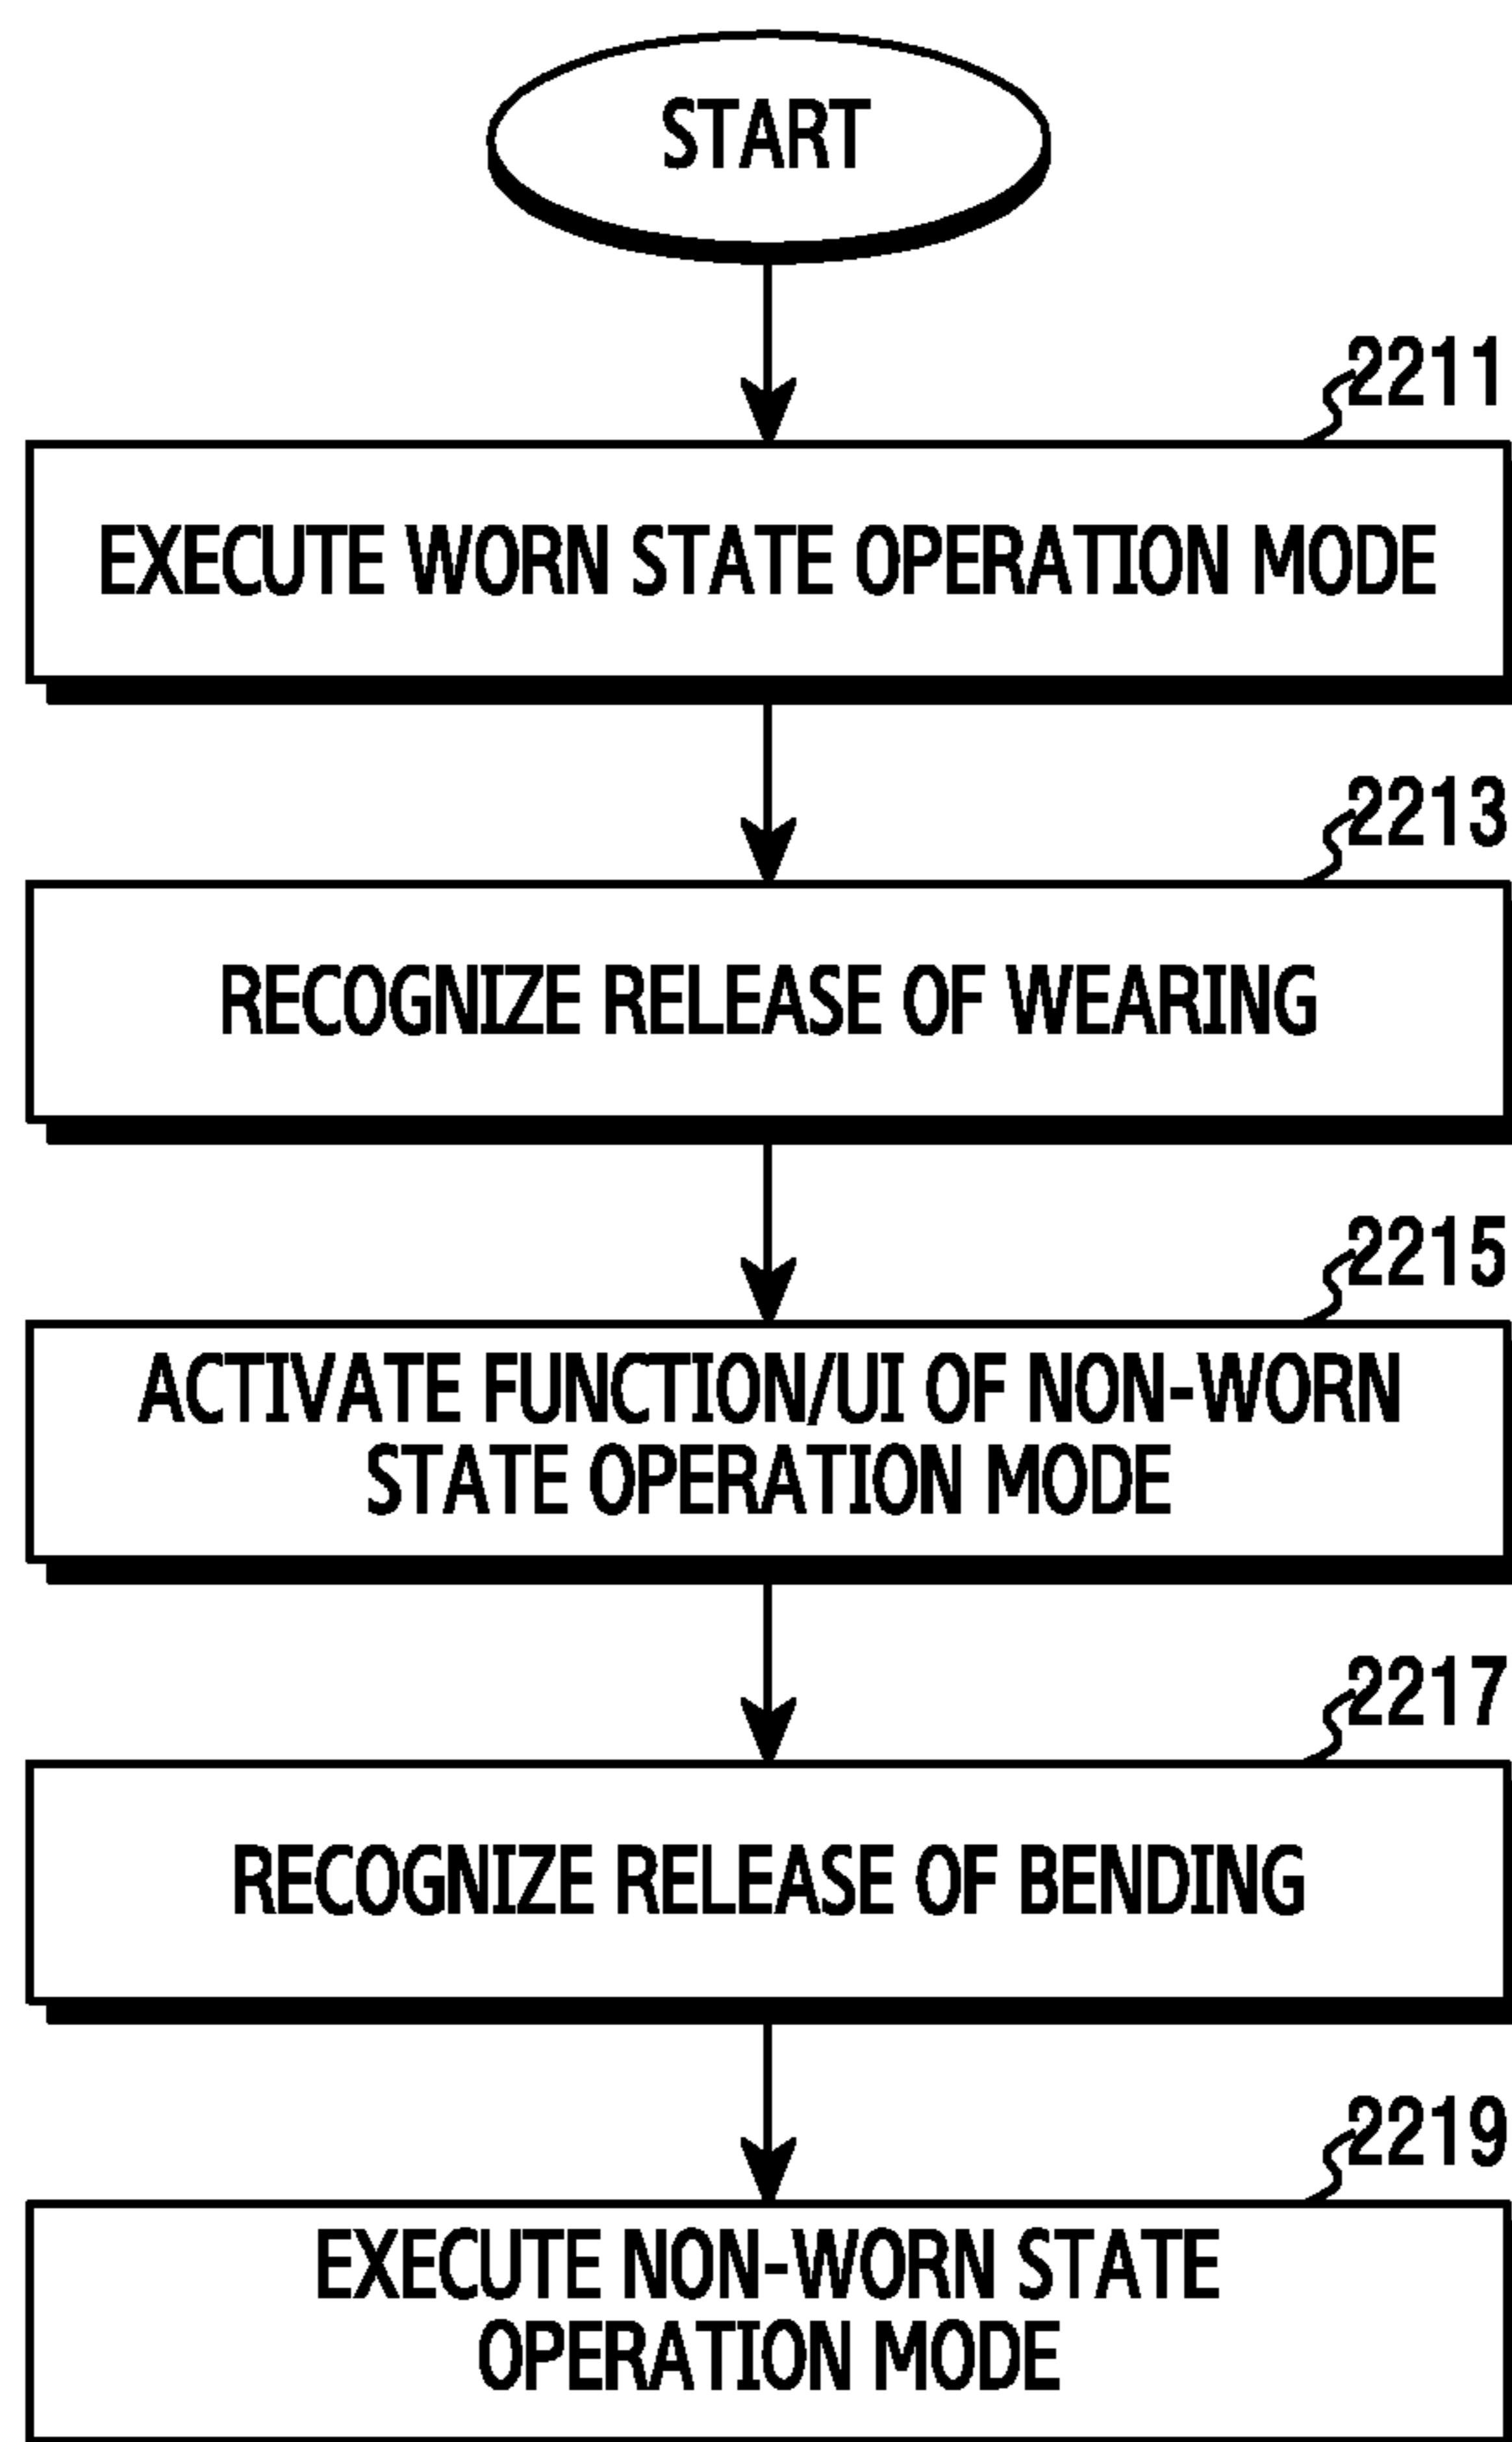 START
2211
EXECUTE WORN STATE OPERATION MODE
2213
RECOGNIZE RELEASE OF WEARING
2215
ACTIVATE FUNCTION/UI OF NON-WORN
STATE OPERATION MODE
2217
RECOGNIZE RELEASE OF BENDING
2219
EXECUTE NON-WORN STATE
OPERATION MODE